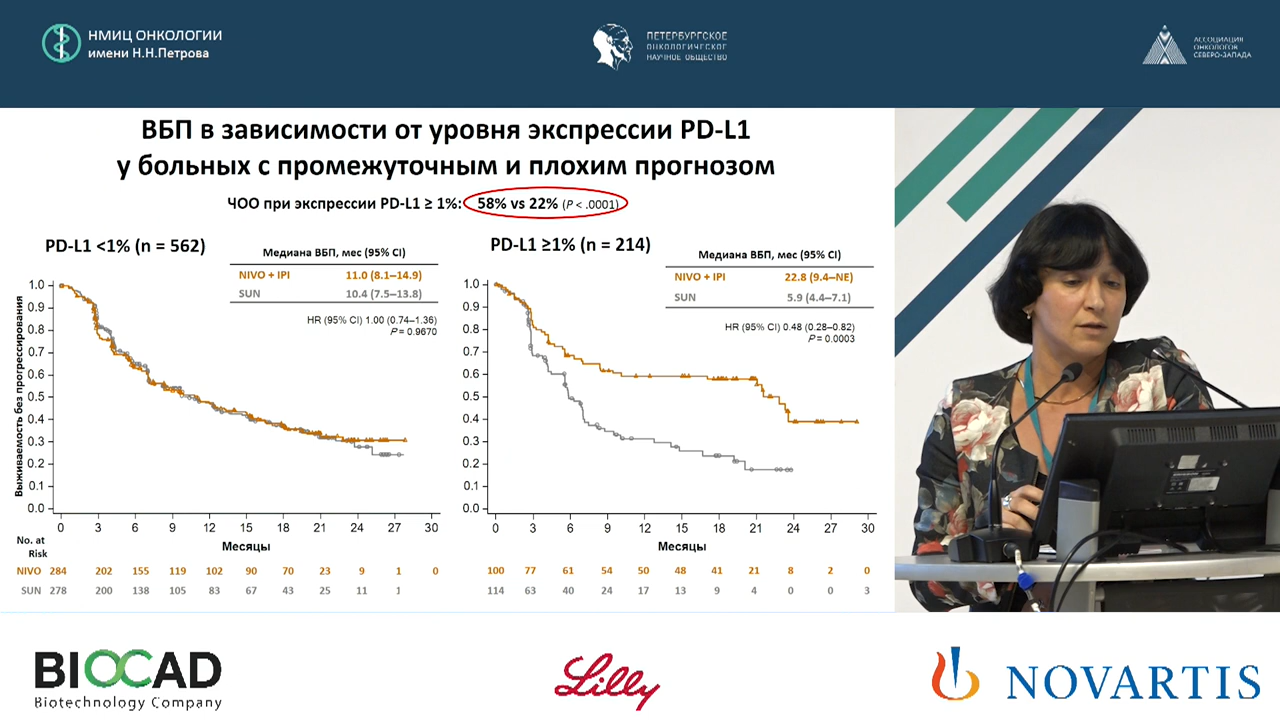 НМИЦ ОНКОЛОГИИ
имени Н.Н.Петрова
ПЕТЕРБУРГСКОЕ
ОНКОЛОГИЧЕСКОЕ
НАУЧНОЕ ОБЩЕСТВО
АССОЦИАЦИЯ
ОНКОЛОГОВ
СЕВЕРО-ЗАПАДА
ВБП в зависимости от уровня экспрессии PD-L1
у больных с промежуточным и плохим прогнозом
ЧОО при экспрессии PD-L1 ≥ 1%: 58% vs 22% (P < .0001)
PD-L1 <1% (n = 562)
Медиана ВБП, мес (95% CI)
NIVO + IPI 11.0 (8.1–14.9)
SUN 10.4 (7.5–13.8)
HR (95% CI) 1.00 (0.74–1.36)
P = 0.9670
Выживаемость без прогрессирования
1.0
0.9
0.8
0.7
0.6
0.5
0.4
0.3
0.2
0.1
0.0
0 3 6 9 12 15 18 21 24 27 30
Месяцы
No. at
Risk
NIVO 284 202 155 119 102 90 70 23 9 1 0
SUN 278 200 138 105 83 67 43 25 11 1
PD-L1 ≥1% (n = 214)
Медиана ВБП, мес (95% CI)
NIVO + IPI 22.8 (9.4–NE)
SUN 5.9 (4.4–7.1)
HR (95% CI) 0.48 (0.28–0.82)
P = 0.0003
1.0
0.9
0.8
0.7
0.6
0.5
0.4
0.3
0.2
0.1
0.0
0 3 6 9 12 15 18 21 24 27 30
Месяцы
100 77 61 54 50 48 41 21 8 2 0
114 63 40 24 17 13 9 4 0 0 3
BIOCAD
Biotechnology Company
Lilly
NOVARTIS